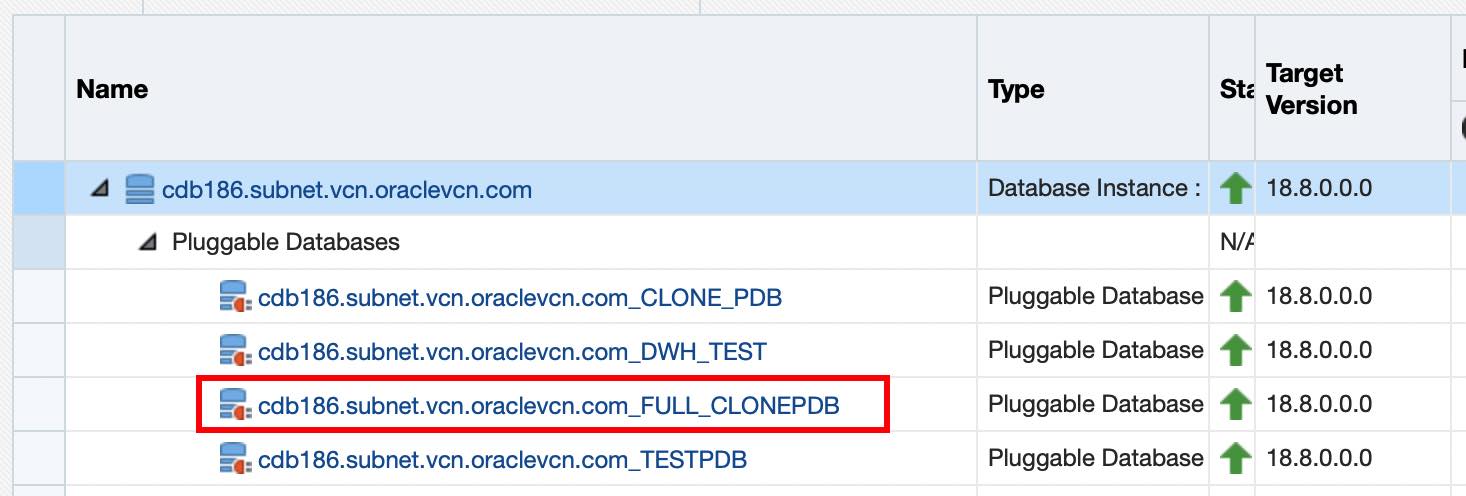 Name Type Sta Target Version
cdb186.subnet.vcn.oraclevcn.com Database Instance : 18.8.0.0.0
Pluggable Databases N/A
cdb186.subnet.vcn.oraclevcn.com_CLONE_PDB Pluggable Database 18.8.0.0.0
cdb186.subnet.vcn.oraclevcn.com_DWH_TEST Pluggable Database 18.8.0.0.0
cdb186.subnet.vcn.oraclevcn.com_FULL_CLONEPDB Pluggable Database 18.8.0.0.0
cdb186.subnet.vcn.oraclevcn.com_TESTPDB Pluggable Database 18.8.0.0.0